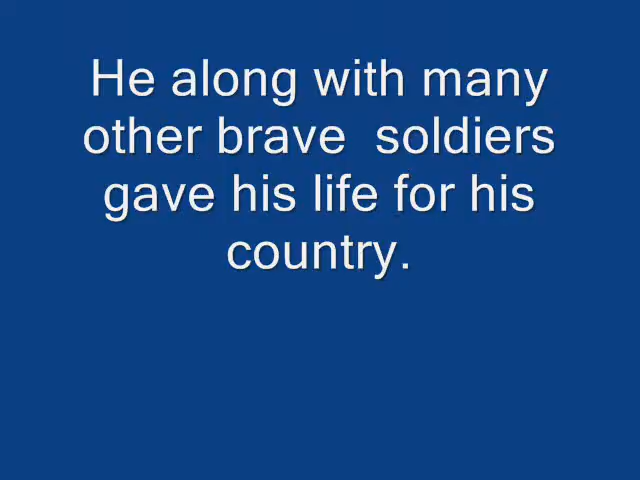 He along with many
other brave  soldiers
gave his life for his
country.